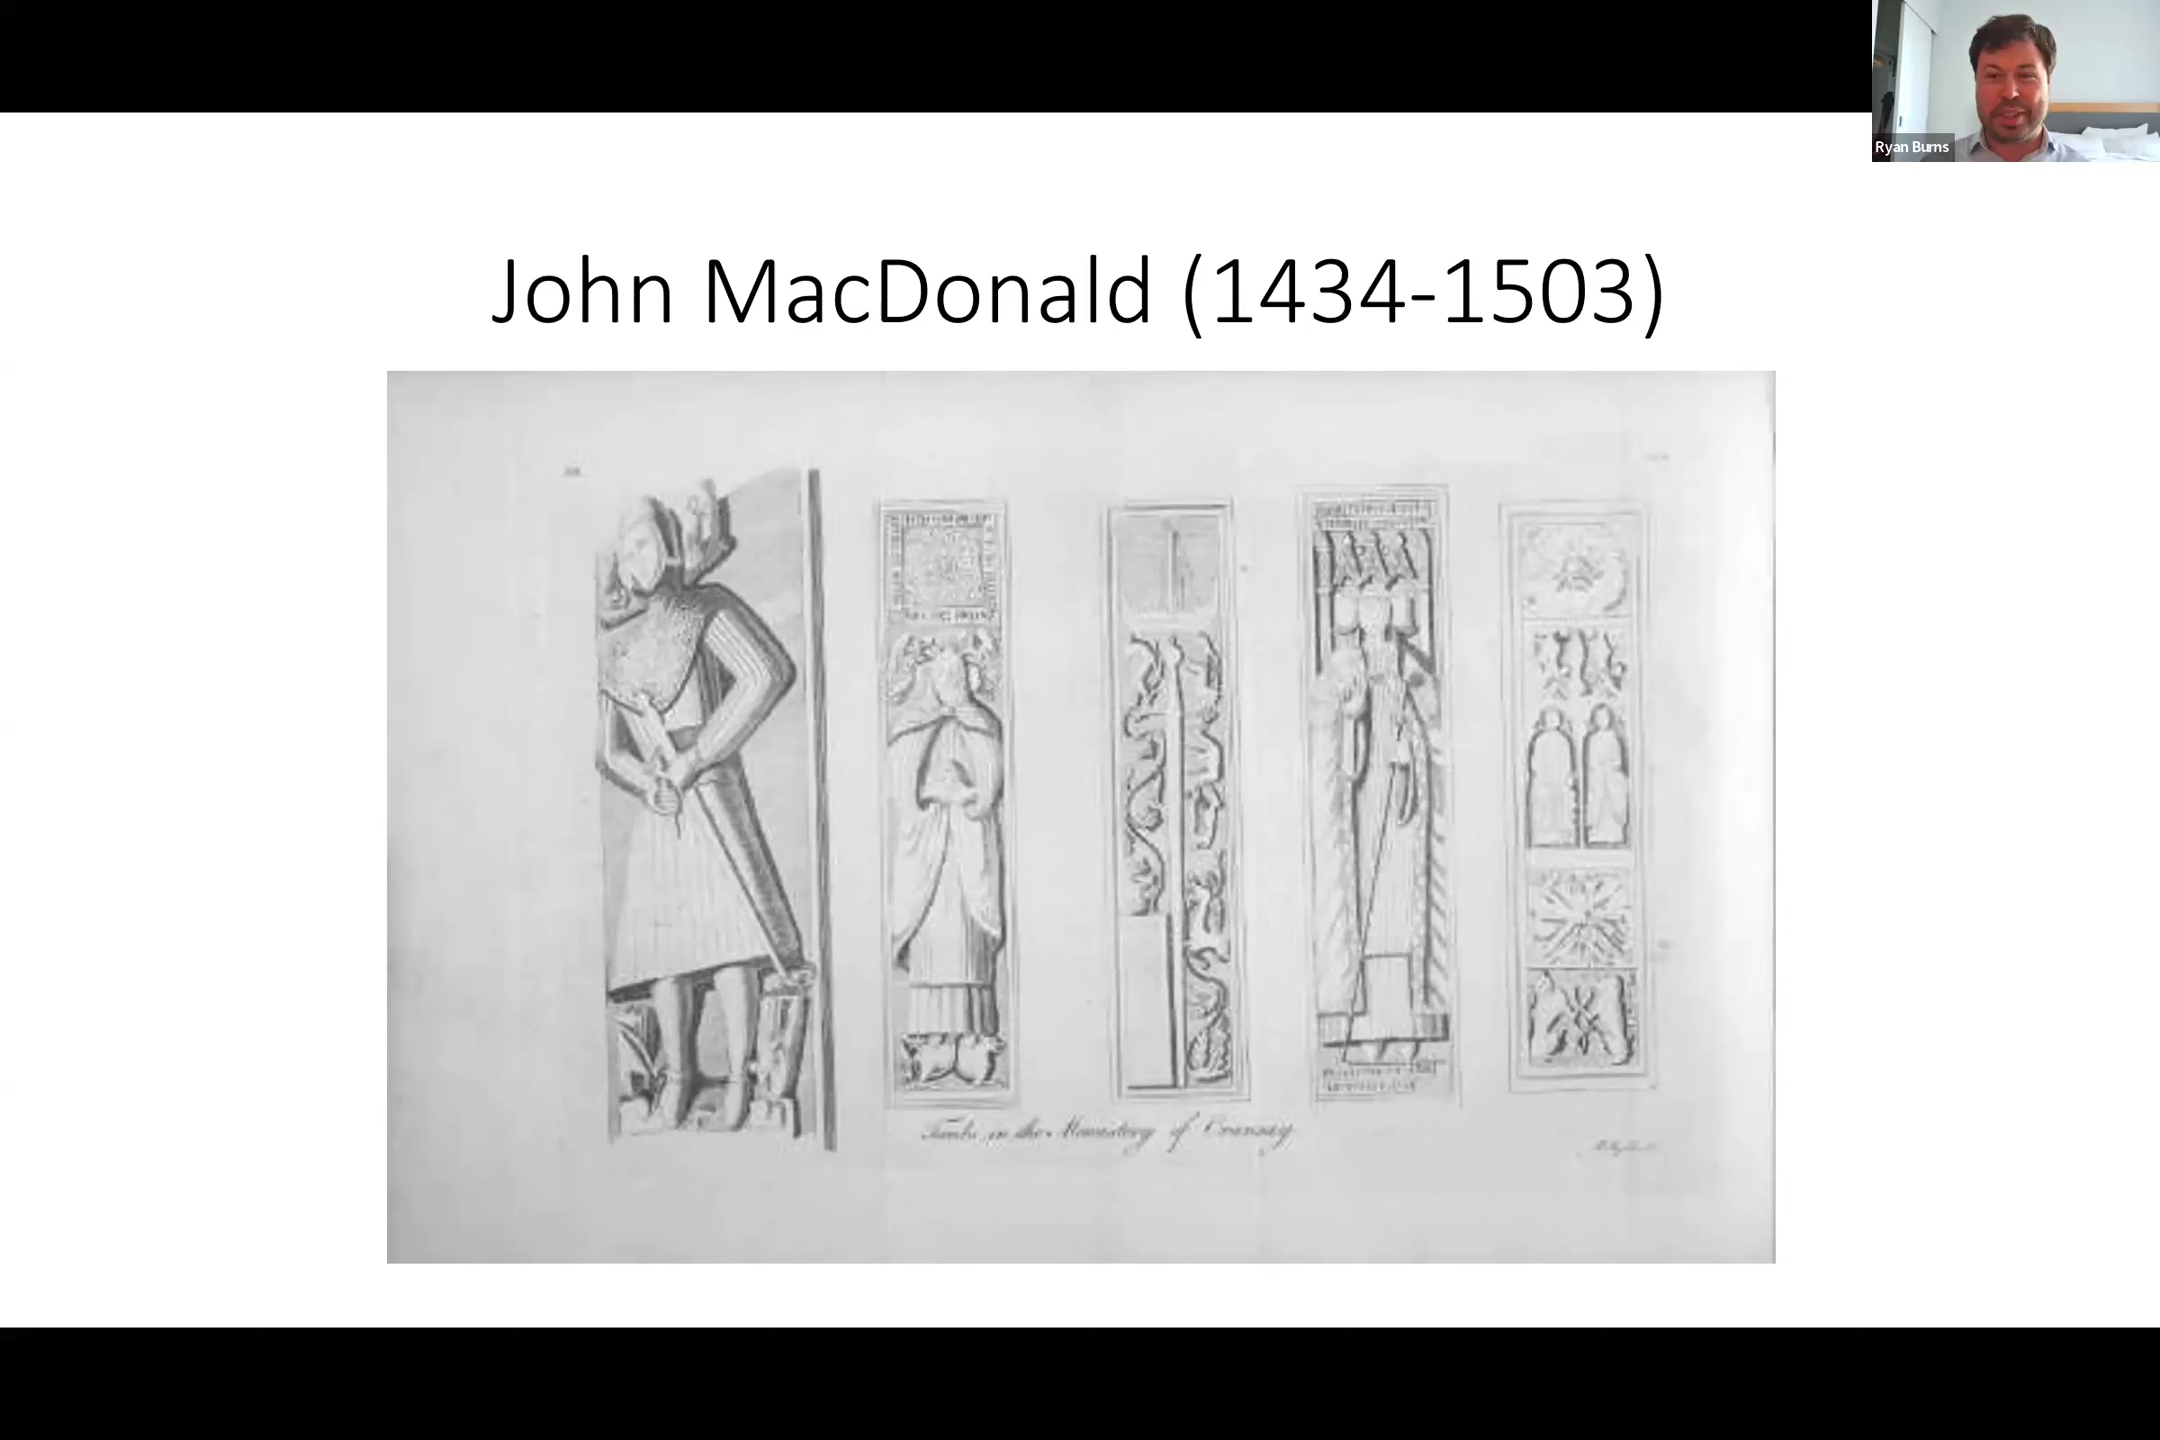 Ryan Burns
John MacDonald (1434-1503)
Tombs in the Monastery of Oransay